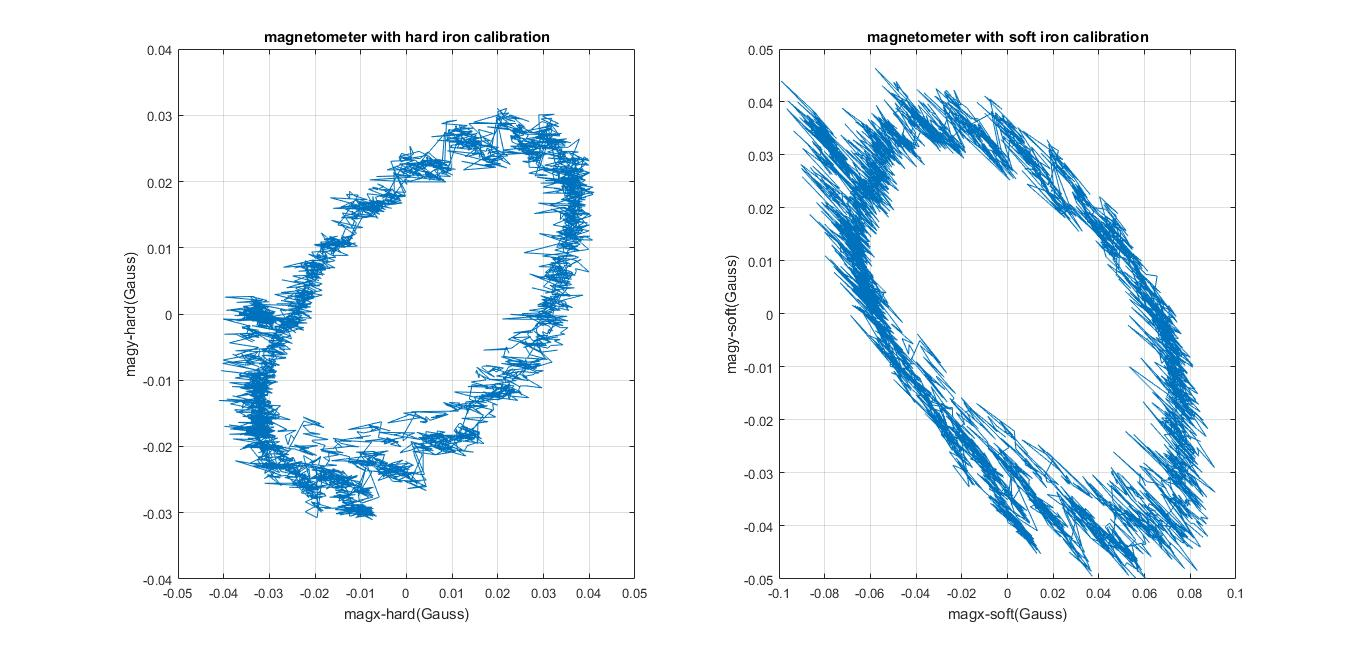 magnetometer with hard iron calibration
0.04
0.03
0.02
0.01
0
-0.01
-0.02
-0.03
-0.04
magy-hard(Gauss)
-0.05 -0.04 -0.03 -0.02 -0.01 0 0.01 0.02 0.03 0.04 0.05
magx-hard(Gauss)
magnetometer with soft iron calibration
0.05
0.04
0.03
0.02
0.01
0
-0.01
-0.02
-0.03
-0.04
-0.05
magy-soft(Gauss)
-0.1 -0.08 -0.06 -0.04 -0.02 0 0.02 0.04 0.06 0.08 0.1
magx-soft(Gauss)